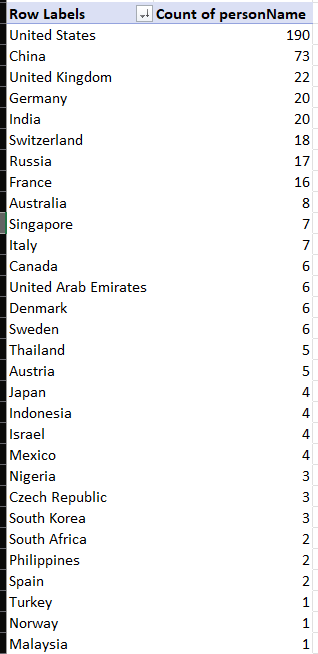 Row Labels Count of personName
United States 190
China 73
United Kingdom 22
Germany 20
India 20
Switzerland 18
Russia 17
France 16
Australia 8
Singapore 7
Italy 7
Canada 6
United Arab Emirates 6
Denmark 6
Sweden 6
Thailand 5
Austria 5
Japan 4
Indonesia 4
Israel 4
Mexico 4
Nigeria 3
Czech Republic 3
South Korea 3
South Africa 2
Philippines 2
Spain 2
Turkey 1
Norway 1
Malaysia 1